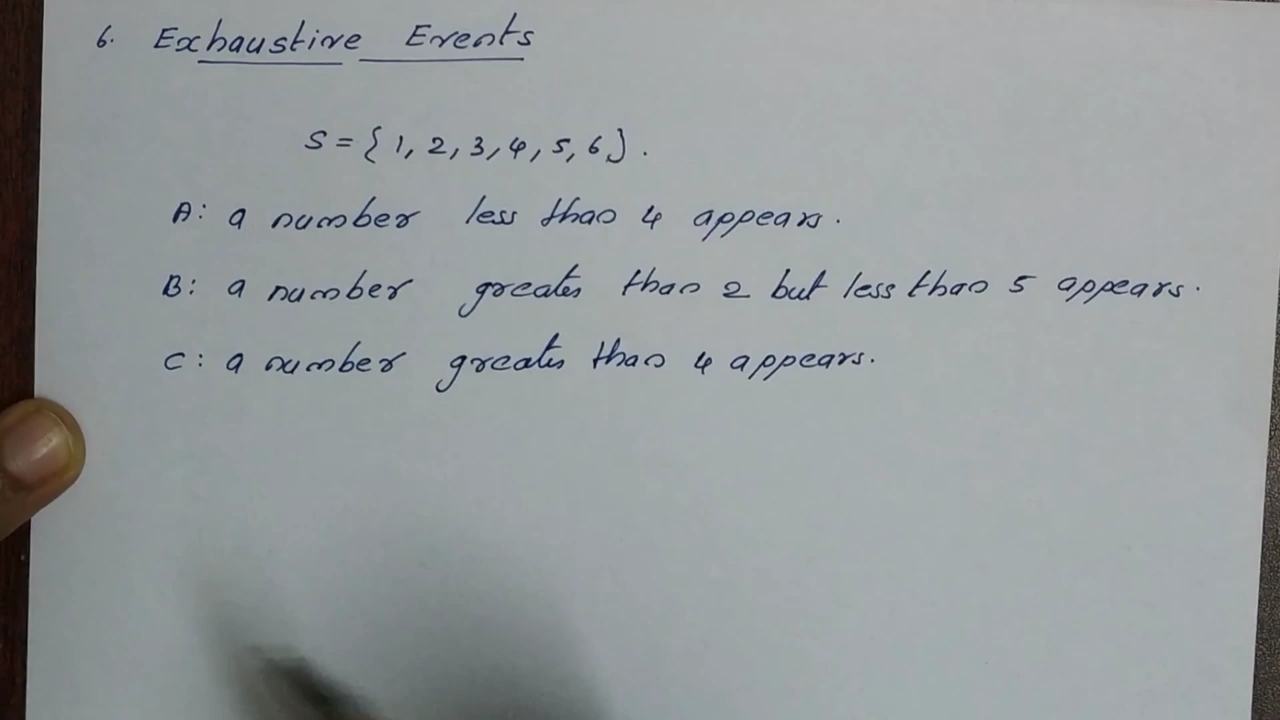 6. Exhaustive Events
S = {1, 2, 3, 4, 5, 6}.
A: a number less than 4 appears.
B: a number greater than 2 but less than 5 appears.
C: a number greater than 4 appears.